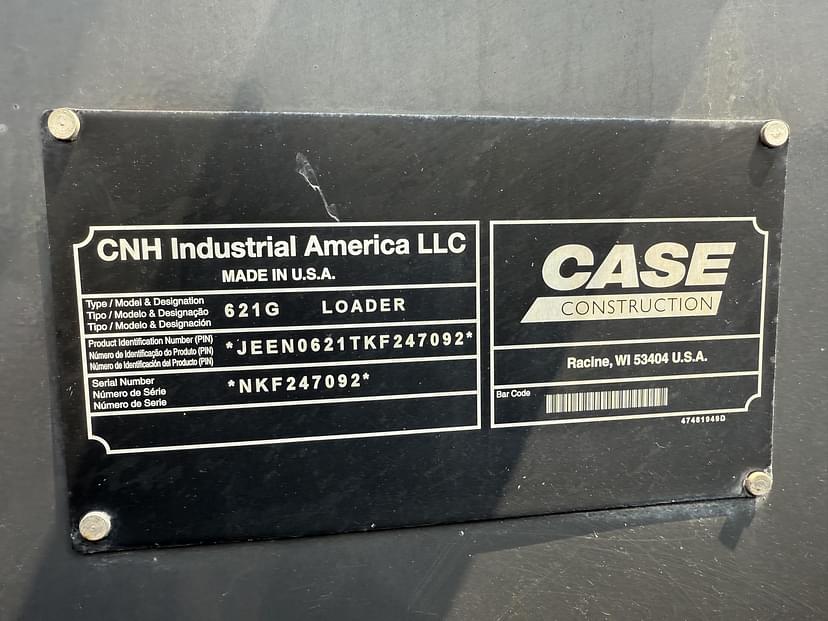 CNH Industrial America LLC
MADE IN U.S.A.
Type / Model & Designation
Tipo / Modelo & Designação
Tipo / Modelo & Designación
621G LOADER
Product Identification Number (PIN)
Número de Identificação do Produto (PIN)
Número de Identificación del Producto (PIN)
*JEEN0621TKF247092*
Serial Number
Número de Série
Número de Serie
*NKF247092*
CASE
CONSTRUCTION
Racine, WI 53404 U.S.A.
Bar Code
47481949D